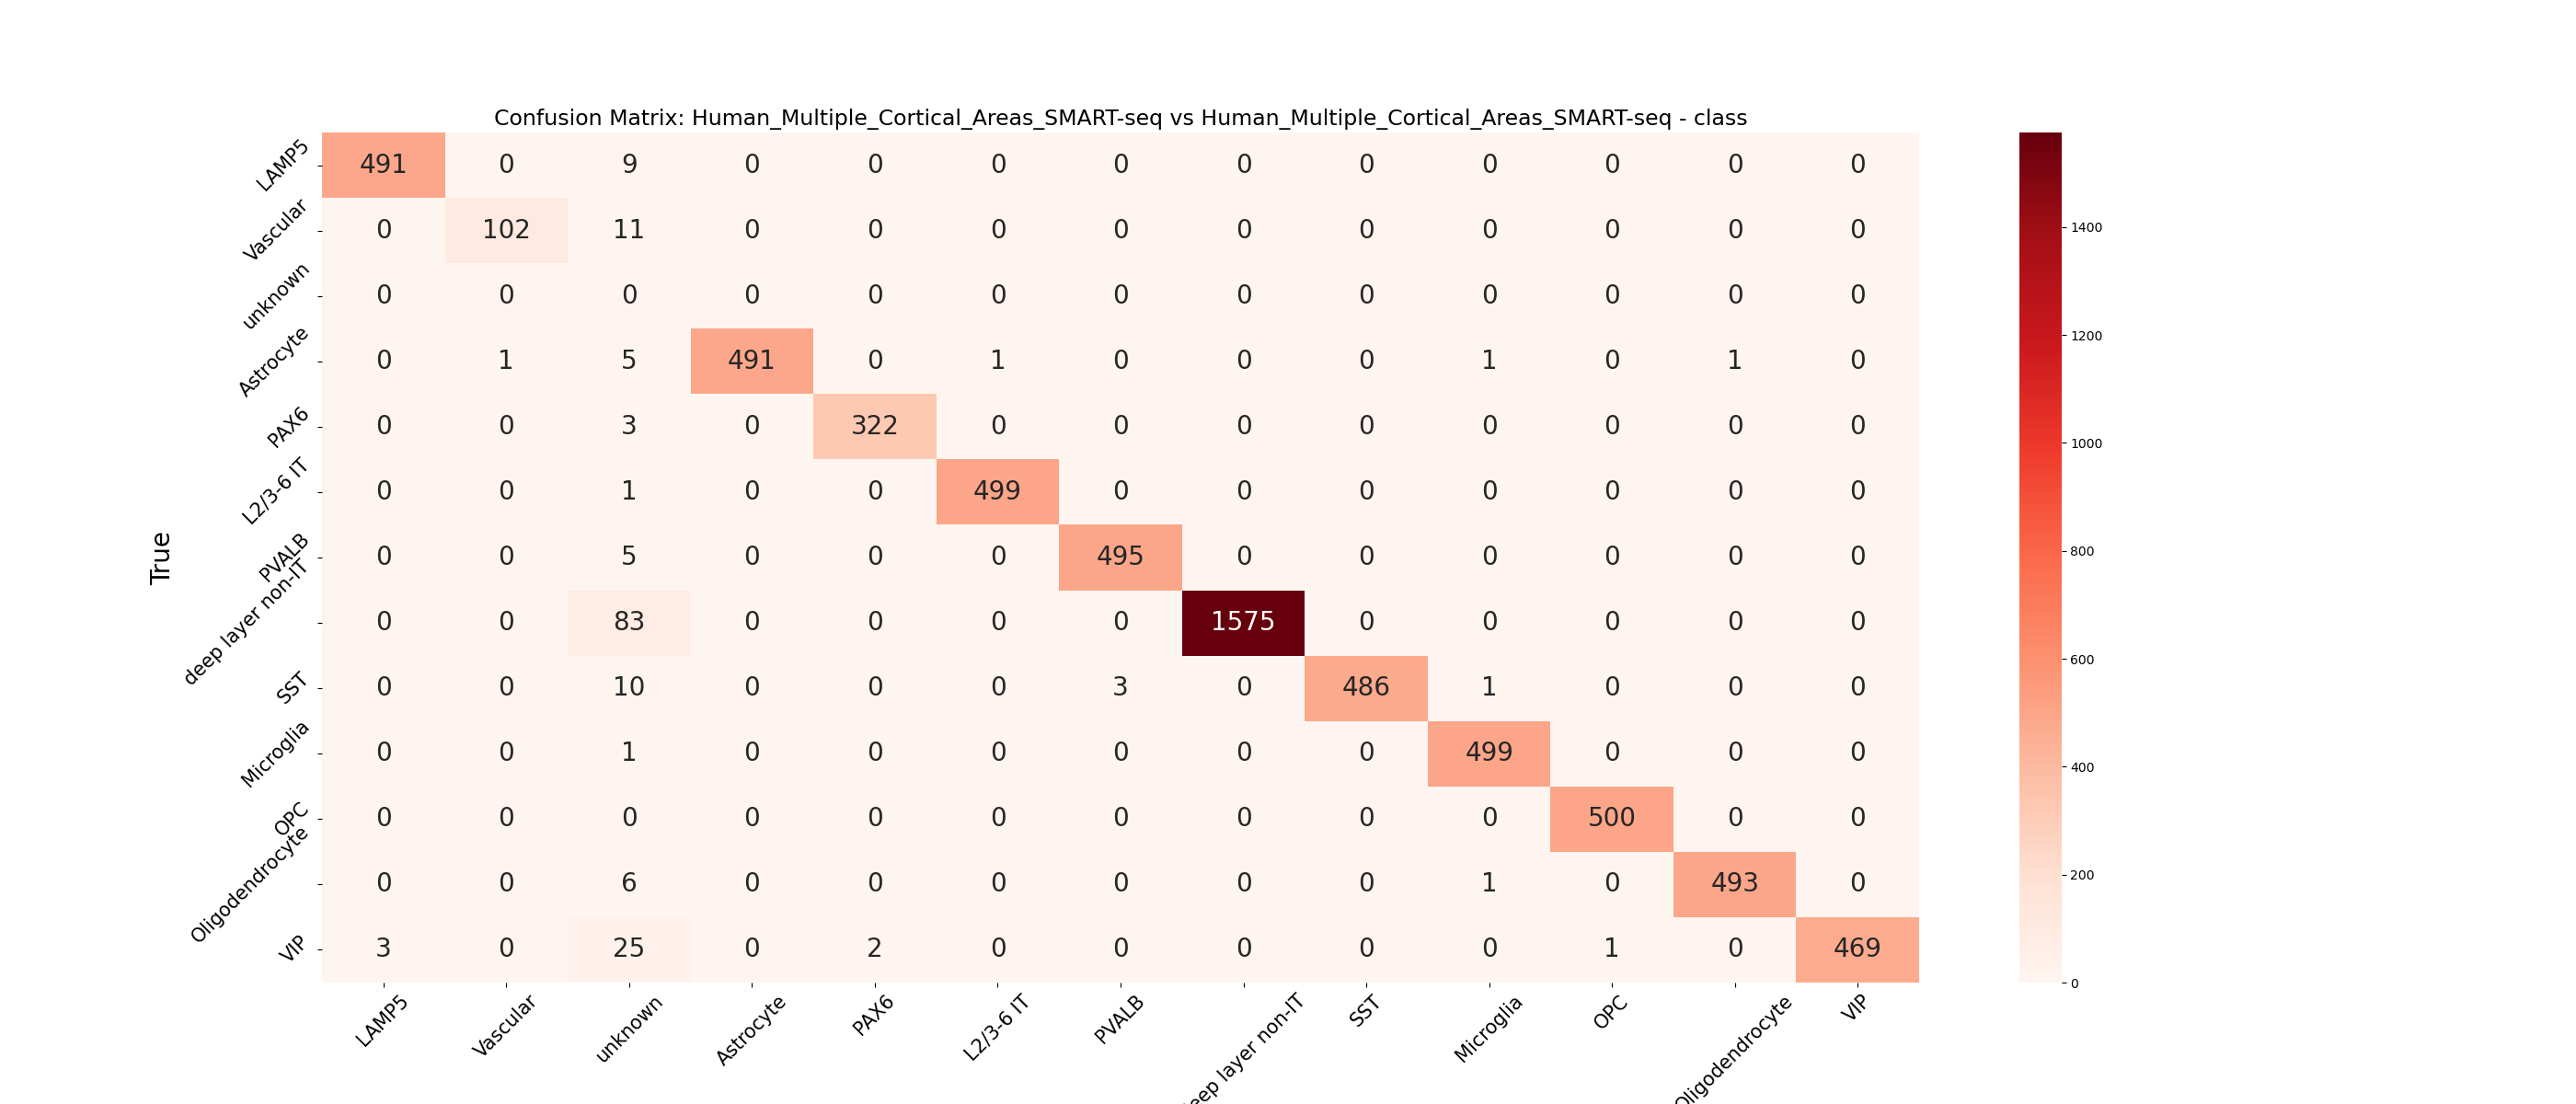 Confusion Matrix: Human_Multiple_Cortical_Areas_SMART-seq vs Human_Multiple_Cortical_Areas_SMART-seq - class
True
LAMP5 491 0 9 0 0 0 0 0 0 0 0 0 0
Vascular 0 102 11 0 0 0 0 0 0 0 0 0 0
unknown 0 0 0 0 0 0 0 0 0 0 0 0 0
Astrocyte 0 1 5 491 0 1 0 0 0 1 0 1 0
PAX6 0 0 3 0 322 0 0 0 0 0 0 0 0
L2/3-6 IT 0 0 1 0 0 499 0 0 0 0 0 0 0
PVALB 0 0 5 0 0 0 495 0 0 0 0 0 0
deep layer non-IT 0 0 83 0 0 0 0 1575 0 0 0 0 0
SST 0 0 10 0 0 0 3 0 486 1 0 0 0
Microglia 0 0 1 0 0 0 0 0 0 499 0 0 0
OPC 0 0 0 0 0 0 0 0 0 0 500 0 0
Oligodendrocyte 0 0 6 0 0 0 0 0 0 1 0 493 0
VIP 3 0 25 0 2 0 0 0 0 0 1 0 469
LAMP5 Vascular unknown Astrocyte PAX6 L2/3-6 IT PVALB eep layer non-IT SST Microglia OPC Oligodendrocyte VIP
1400
1200
1000
800
600
400
200
0